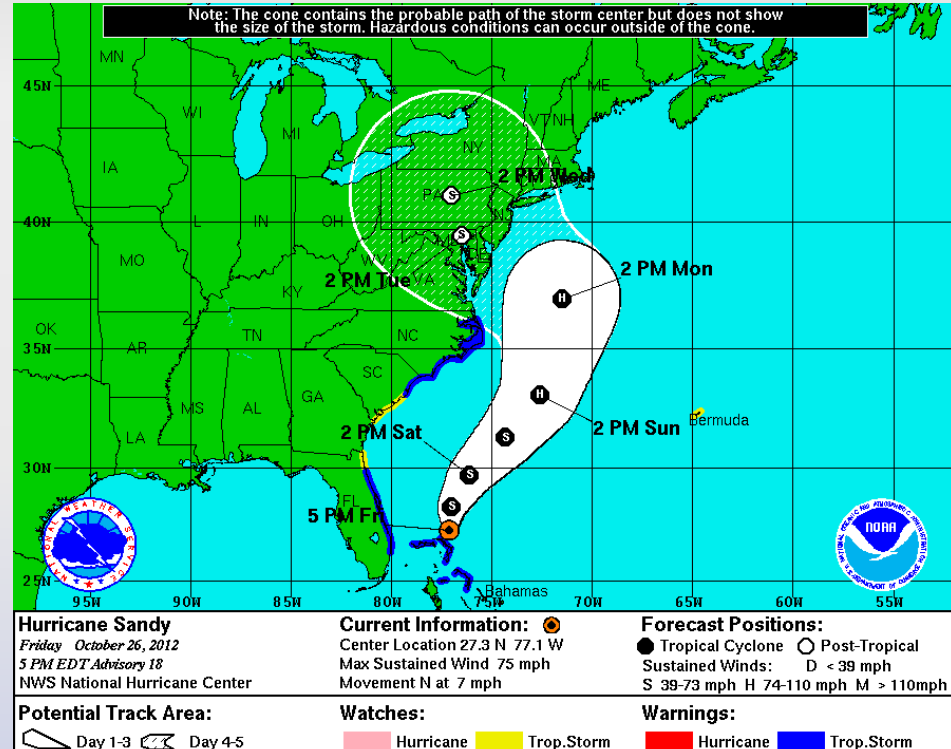 Note: The cone contains the probable path of the storm center but does not show
the size of the storm. Hazardous conditions can occur outside of the cone.
MN
45N
ME
WI
VT NH
MI
NY
MA
IA
2 PM Wed
PA
S
40N
NJ
L
IN
OH
S
DE
MO
WV
2 PM Tue
VA
2 PM Mon
KY
H
OK
TN
NC
35N
AR
SC
GA
H
MS
AL
2 PM Sat
2 PM Sun
Bermuda
LA
S
30N
S
FL
S
5 PM Fri
NATIONAL WEATHER SERVICE
NOAA
25N
Bahamas
95W 90W 85W 80W 75W 70W 65W 60W 55W
Hurricane Sandy
Friday October 26, 2012
5 PM EDT Advisory 18
NWS National Hurricane Center
Current Information:
Center Location 27.3 N 77.1 W
Max Sustained Wind 75 mph
Movement N at 7 mph
Forecast Positions:
Tropical Cyclone Post-Tropical
Sustained Winds: D < 39 mph
S 39-73 mph H 74-110 mph M > 110mph
Potential Track Area:
Day 1-3 Day 4-5
Watches:
Hurricane Trop.Storm
Warnings:
Hurricane Trop.Storm